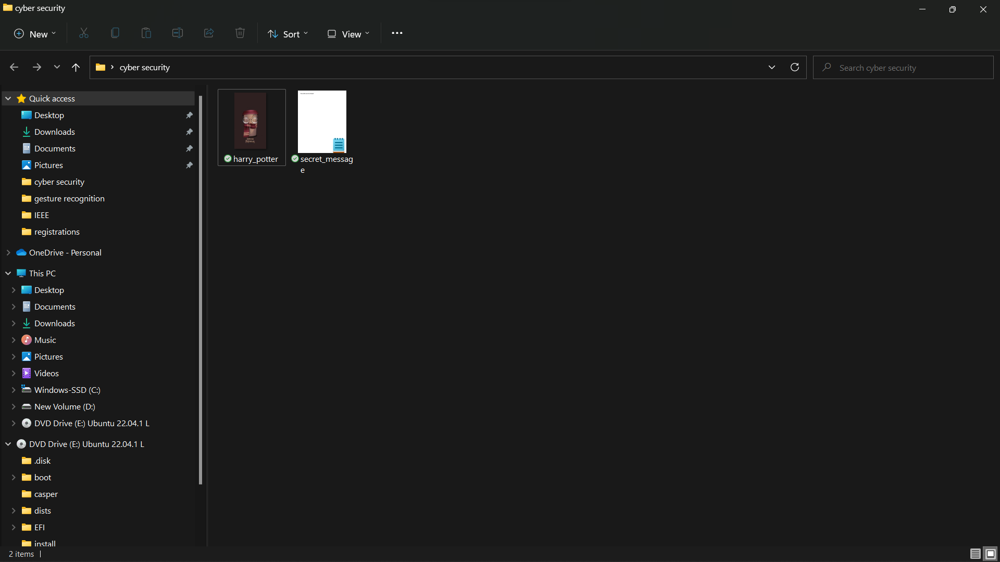 cyber security
New
Sort
View
cyber security
Search cyber security
Quick access
Desktop
Downloads
Documents
Pictures
cyber security
gesture recognition
IEEE
registrations
OneDrive - Personal
This PC
Desktop
Documents
Downloads
Music
Pictures
Videos
Windows-SSD (C:)
New Volume (D:)
DVD Drive (E:) Ubuntu 22.04.1 L
DVD Drive (E:) Ubuntu 22.04.1 L
.disk
boot
casper
dists
EFI
install
harry_potter
secret_messag
e
2 items